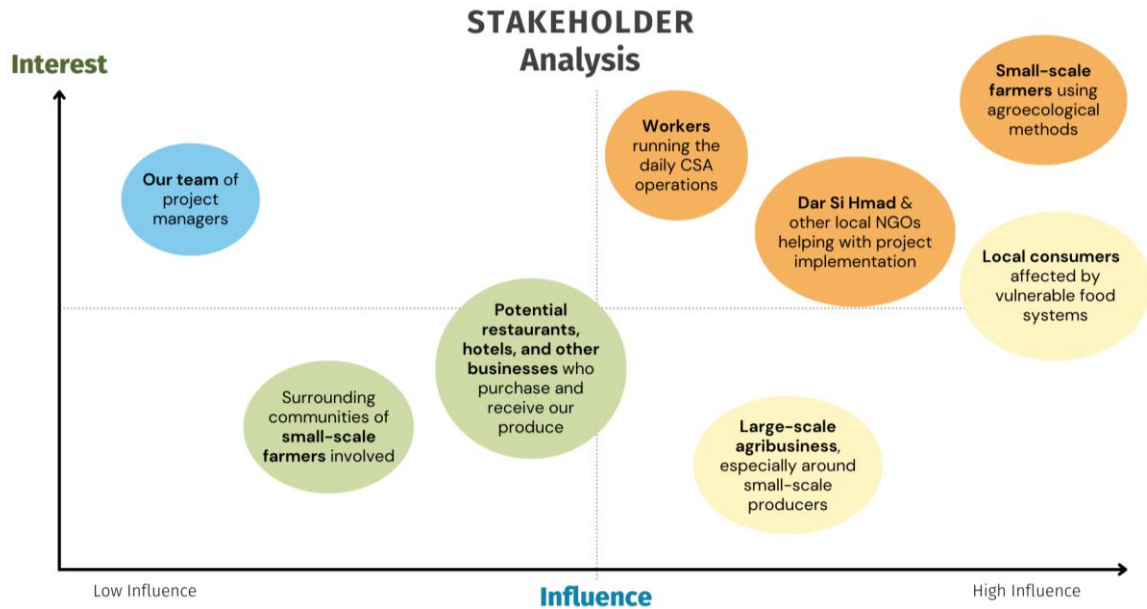 STAKEHOLDER
Analysis
Interest
Small-scale
farmers using
agroecological
methods
Workers
running the
daily CSA
operations
Our team of
project
managers
Dar Si Hmad &
other local NGOs
helping with project
implementation
Local consumers
affected by
vulnerable food
systems
Potential
restaurants,
hotels, and other
businesses who
purchase and
receive our
produce
Surrounding
communities of
small-scale
farmers involved
Large-scale
agribusiness,
especially around
small-scale
producers
Low Influence
Influence
High Influence